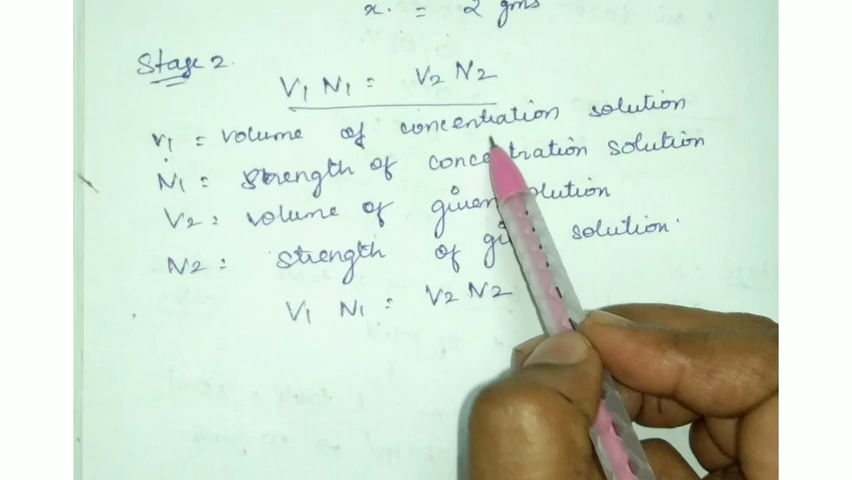 x. = 2 gms
Stage 2.
V1 N1 = V2 N2
V1 = volume of concentration solution
N1 = strength of concentration solution
V2 = volume of given solution
N2 = strength of gi solution.
V1 N1 = V2 N2